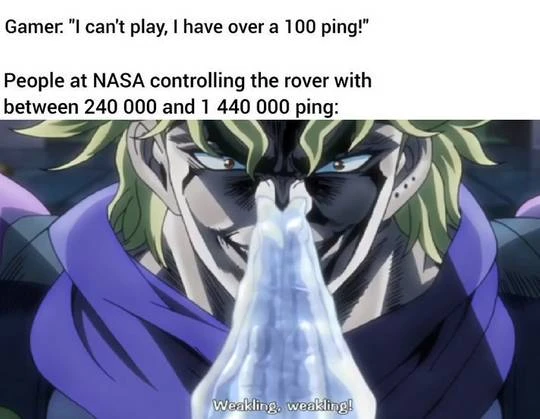 Gamer: "I can't play, I have over a 100 ping!"
People at NASA controlling the rover with
between 240 000 and 1 440 000 ping:
Weakling, weakling!